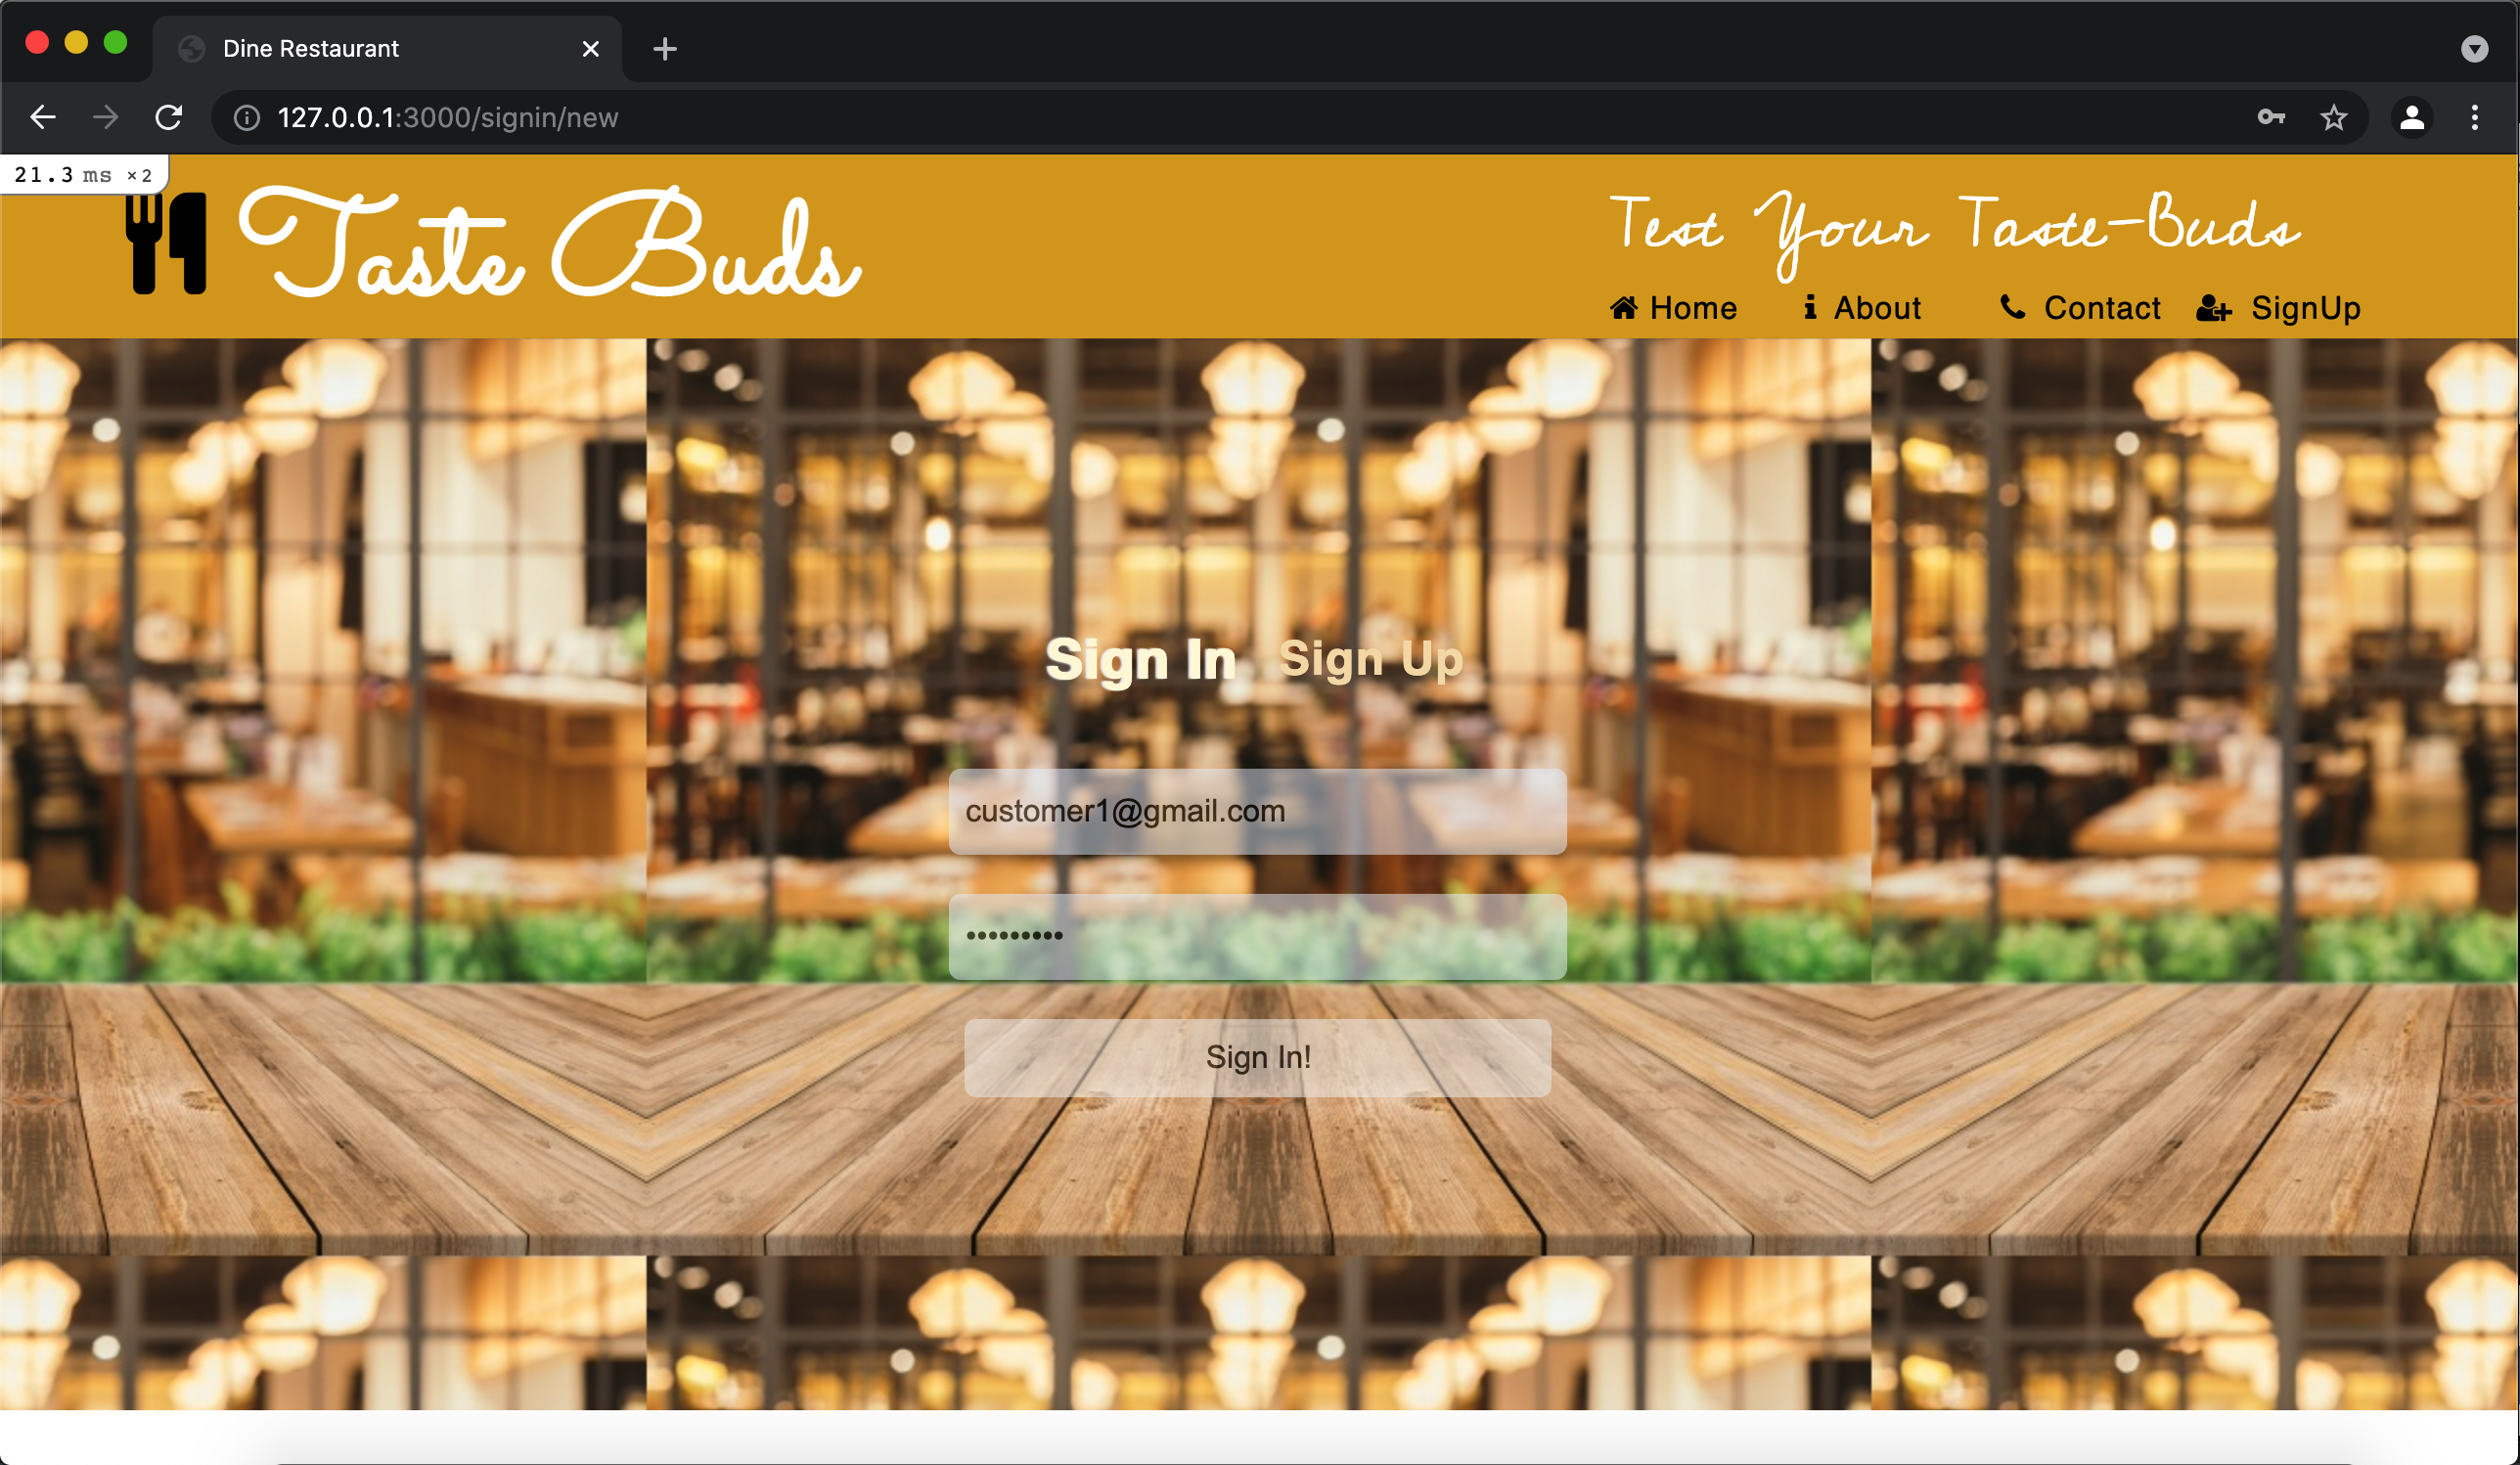 Dine Restaurant
127.0.0.1:3000/signin/new
21.3 ms ×2
Taste Buds
Test Your Taste-Buds
Home About Contact SignUp
Sign In Sign Up
customer1@gmail.com
•••••••••
Sign In!